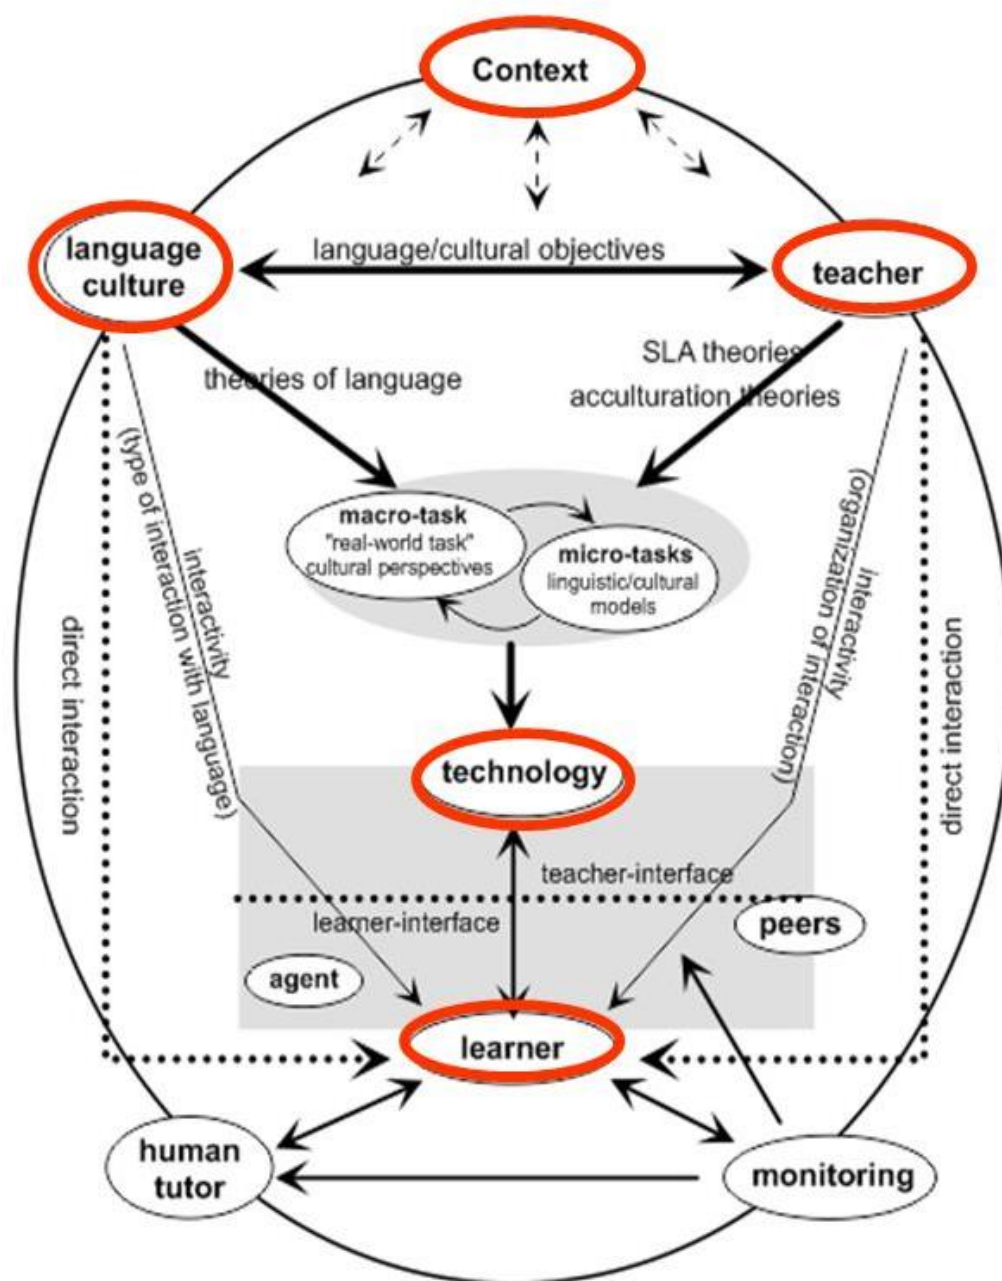 Context
language
culture
language/cultural objectives
teacher
theories of language
SLA theories
acculturation theories
macro-task
"real-world task"
cultural perspectives
micro-tasks
linguistic/cultural
models
interactivity
(type of interaction with language)
interactivity
(organization of interaction)
direct interaction
direct interaction
technology
teacher-interface
learner-interface
peers
agent
learner
human
tutor
monitoring